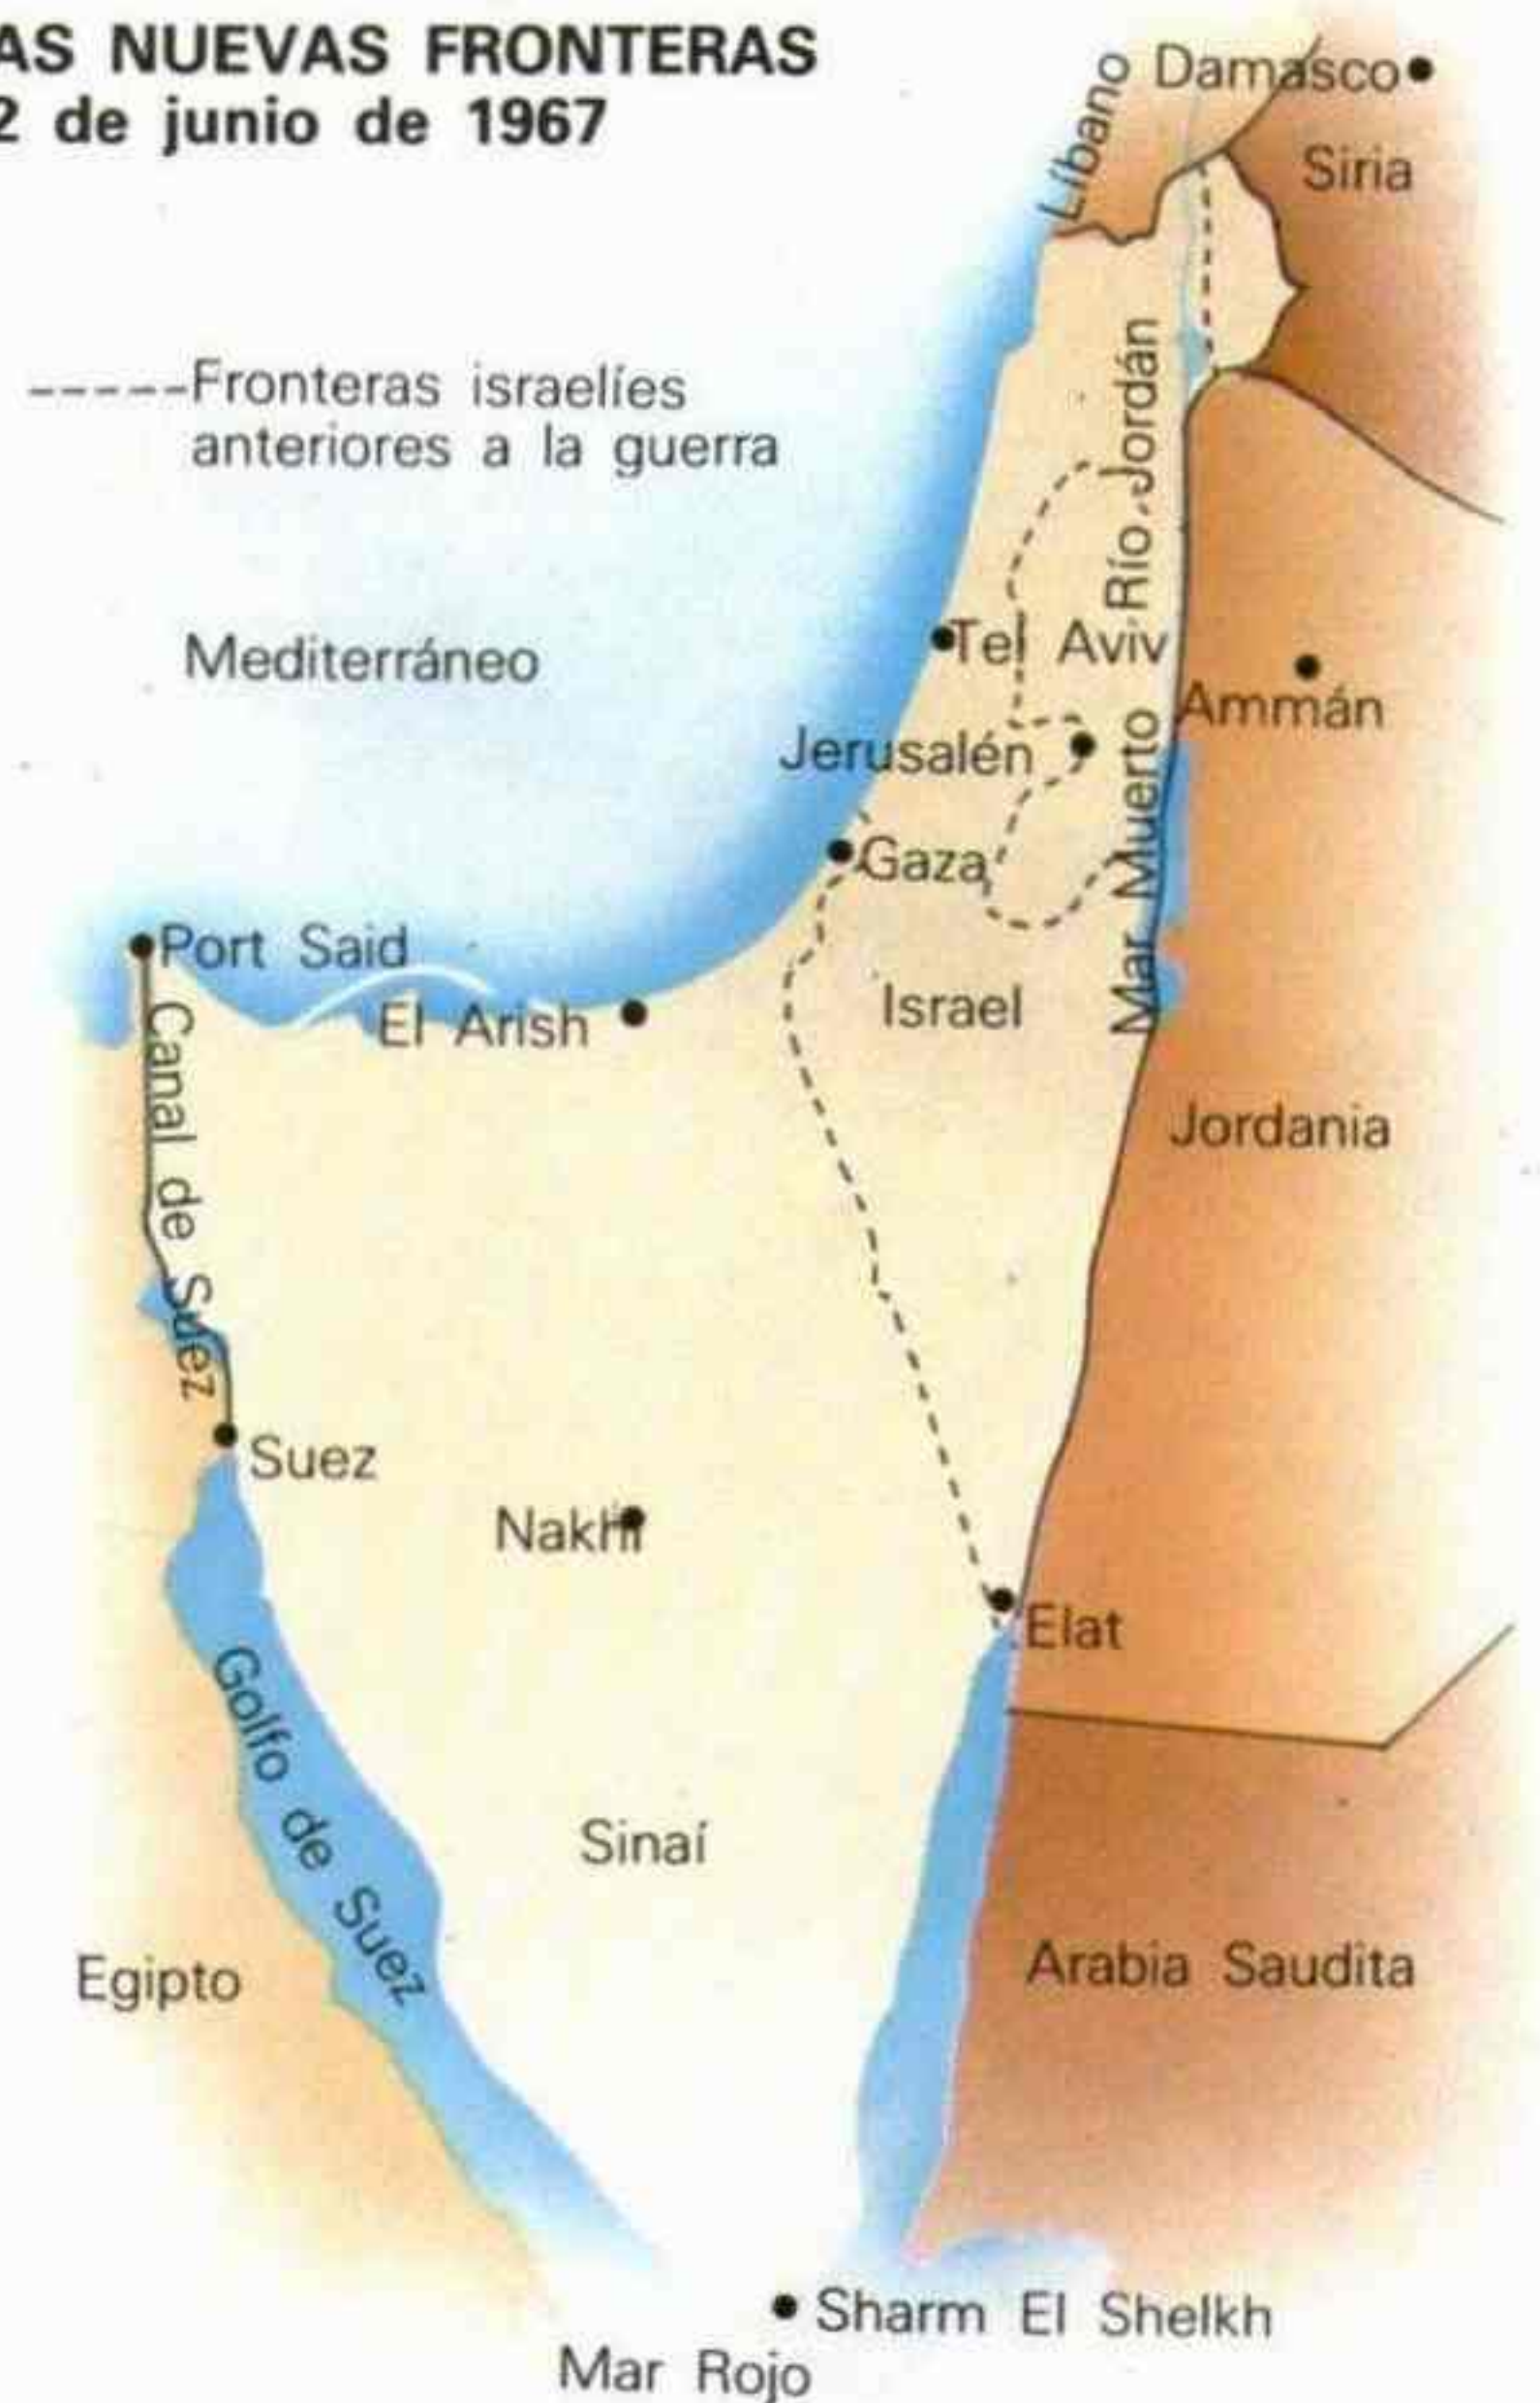 AS NUEVAS FRONTERAS
2 de junio de 1967
-----Fronteras israelíes
anteriores a la guerra
Líbano
Damasco
Siria
Río Jordán
Mediterráneo
Tel Aviv
Ammán
Jerusalén
Mar Muerto
Gaza
Port Said
El Arish
Israel
Canal de Suez
Jordania
Suez
Nakhl
Elat
Golfo de Suez
Sinaí
Egipto
Arabia Saudita
Sharm El Shelkh
Mar Rojo